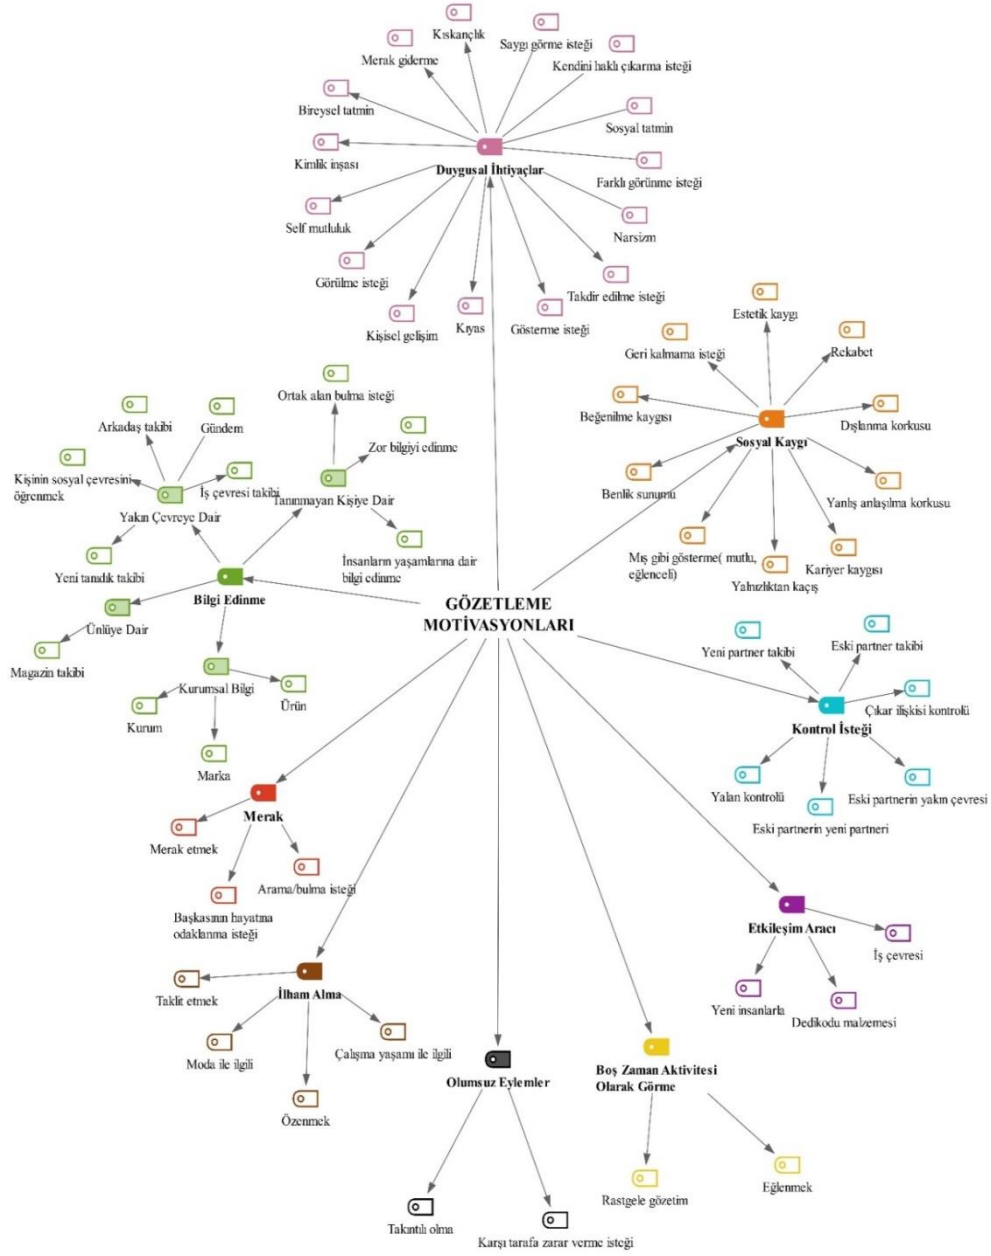 Kıskançlık
Saygı görme isteği
Merak giderme
Kendini haklı çıkarma isteği
Bireysel tatmin
Sosyal tatmin
Kimlik inşası
Duygusal İhtiyaçlar
Farklı görünme isteği
Self mutluluk
Narsizm
Görülme isteği
Takdir edilme isteği
Kişisel gelişim
Kıyas
Gösterme isteği
Estetik kaygı
Geri kalmama isteği
Rekabet
Beğenilme kaygısı
Dışlanma korkusu
Sosyal Kaygı
Benlik sunumu
Yanlış anlaşılma korkusu
Mış gibi gösterme( mutlu,
eğlenceli)
Yalnızlıktan kaçış
Kariyer kaygısı
Ortak alan bulma isteği
Arkadaş takibi
Gündem
Zor bilgiyi edinme
Kişinin sosyal çevresini
öğrenmek
İş çevresi takibi
Tanınmayan Kişiye Dair
Yakın Çevreye Dair
İnsanların yaşamlarına dair
bilgi edinme
Yeni tanıdık takibi
Bilgi Edinme
Ünlüye Dair
Magazin takibi
Kurumsal Bilgi
Ürün
Kurum
Marka
GÖZETLEME
MOTİVASYONLARI
Yeni partner takibi
Eski partner takibi
Çıkar ilişkisi kontrolü
Kontrol İsteği
Yalan kontrolü
Eski partnerin yakın çevresi
Eski partnerin yeni partneri
Merak
Merak etmek
Arama/bulma isteği
Başkasının hayatına
odaklanma isteği
Etkileşim Aracı
İş çevresi
Yeni insanlarla
Dedikodu malzemesi
İlham Alma
Taklit etmek
Moda ile ilgili
Çalışma yaşamı ile ilgili
Özenmek
Olumsuz Eylemler
Takıntılı olma
Karşı tarafa zarar verme isteği
Boş Zaman Aktivitesi
Olarak Görme
Rastgele gözetim
Eğlenmek